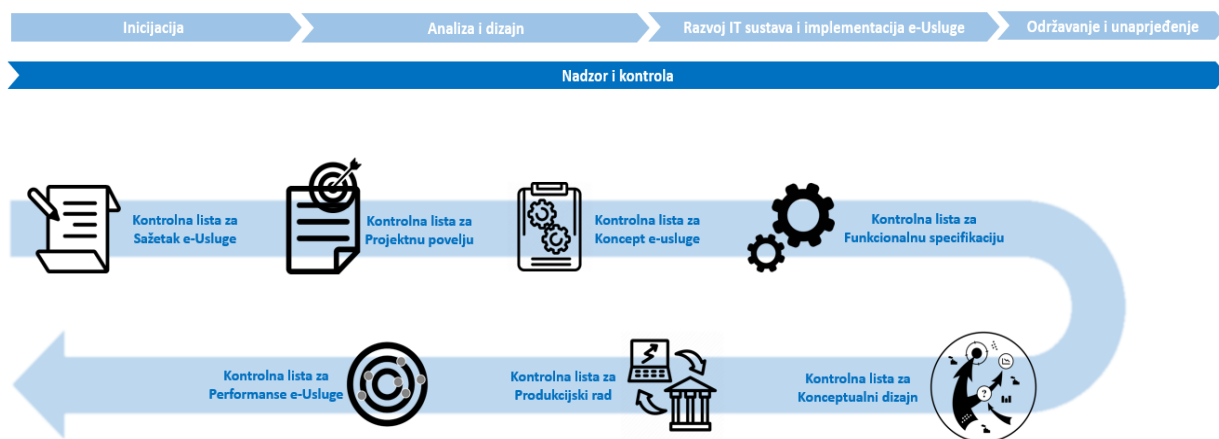 Inicijacija
Analiza i dizajn
Razvoj IT sustava i implementacija e-Usluge
Održavanje i unaprjeđenje
Nadzor i kontrola
Kontrolna lista za
Sažetak e-Usluge
Kontrolna lista za
Projektnu povelju
Kontrolna lista za
Koncept e-usluge
Kontrolna lista za
Funkcionalnu specifikaciju
Kontrolna lista za
Konceptualni dizajn
?
Kontrolna lista za
Produkcijski rad
Kontrolna lista za
Performanse e-Usluge